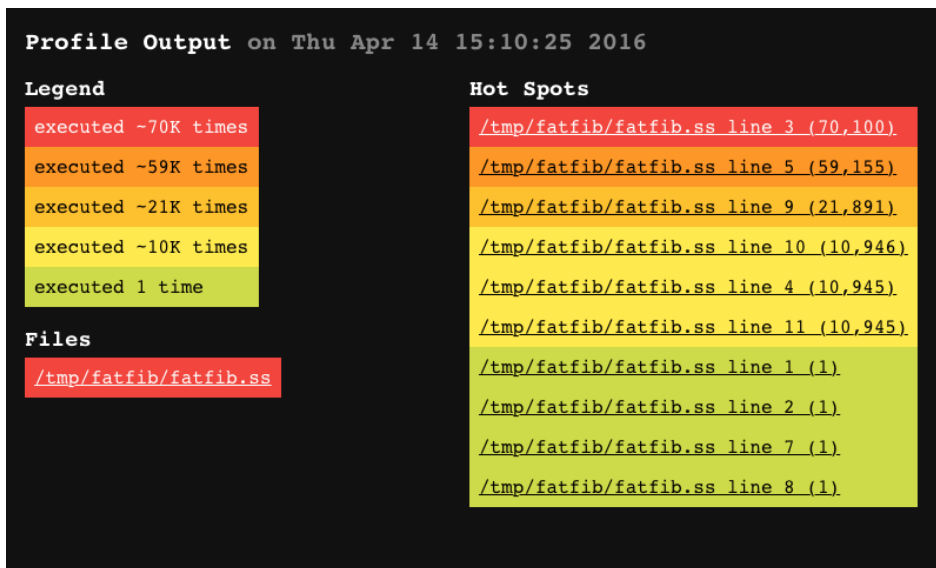 Profile Output on Thu Apr 14 15:10:25 2016
Legend
executed ~70K times
executed ~59K times
executed ~21K times
executed ~10K times
executed 1 time
Files
/tmp/fatfib/fatfib.ss
Hot Spots
/tmp/fatfib/fatfib.ss line 3 (70,100)
/tmp/fatfib/fatfib.ss line 5 (59,155)
/tmp/fatfib/fatfib.ss line 9 (21,891)
/tmp/fatfib/fatfib.ss line 10 (10,946)
/tmp/fatfib/fatfib.ss line 4 (10,945)
/tmp/fatfib/fatfib.ss line 11 (10,945)
/tmp/fatfib/fatfib.ss line 1 (1)
/tmp/fatfib/fatfib.ss line 2 (1)
/tmp/fatfib/fatfib.ss line 7 (1)
/tmp/fatfib/fatfib.ss line 8 (1)